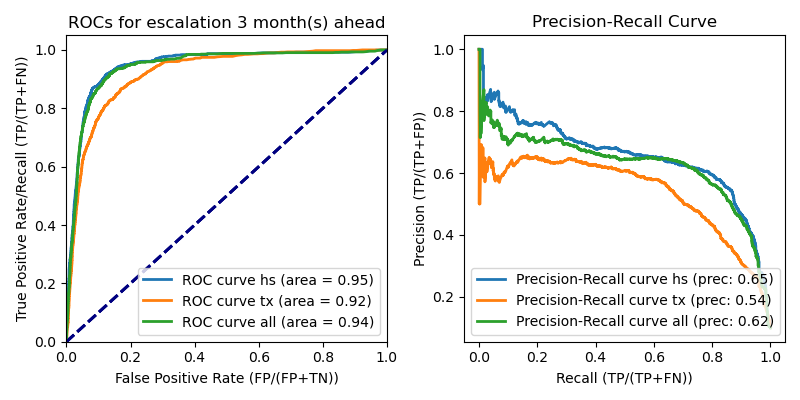 ROCs for escalation 3 month(s) ahead
True Positive Rate/Recall (TP/(TP+FN))
1.0
0.8
0.6
0.4
0.2
0.0
ROC curve hs (area = 0.95)
ROC curve tx (area = 0.92)
ROC curve all (area = 0.94)
0.0 0.2 0.4 0.6 0.8 1.0
False Positive Rate (FP/(FP+TN))
Precision-Recall Curve
Precision (TP/(TP+FP))
1.0
0.8
0.6
0.4
0.2
Precision-Recall curve hs (prec: 0.65)
Precision-Recall curve tx (prec: 0.54)
Precision-Recall curve all (prec: 0.62)
0.0 0.2 0.4 0.6 0.8 1.0
Recall (TP/(TP+FN))